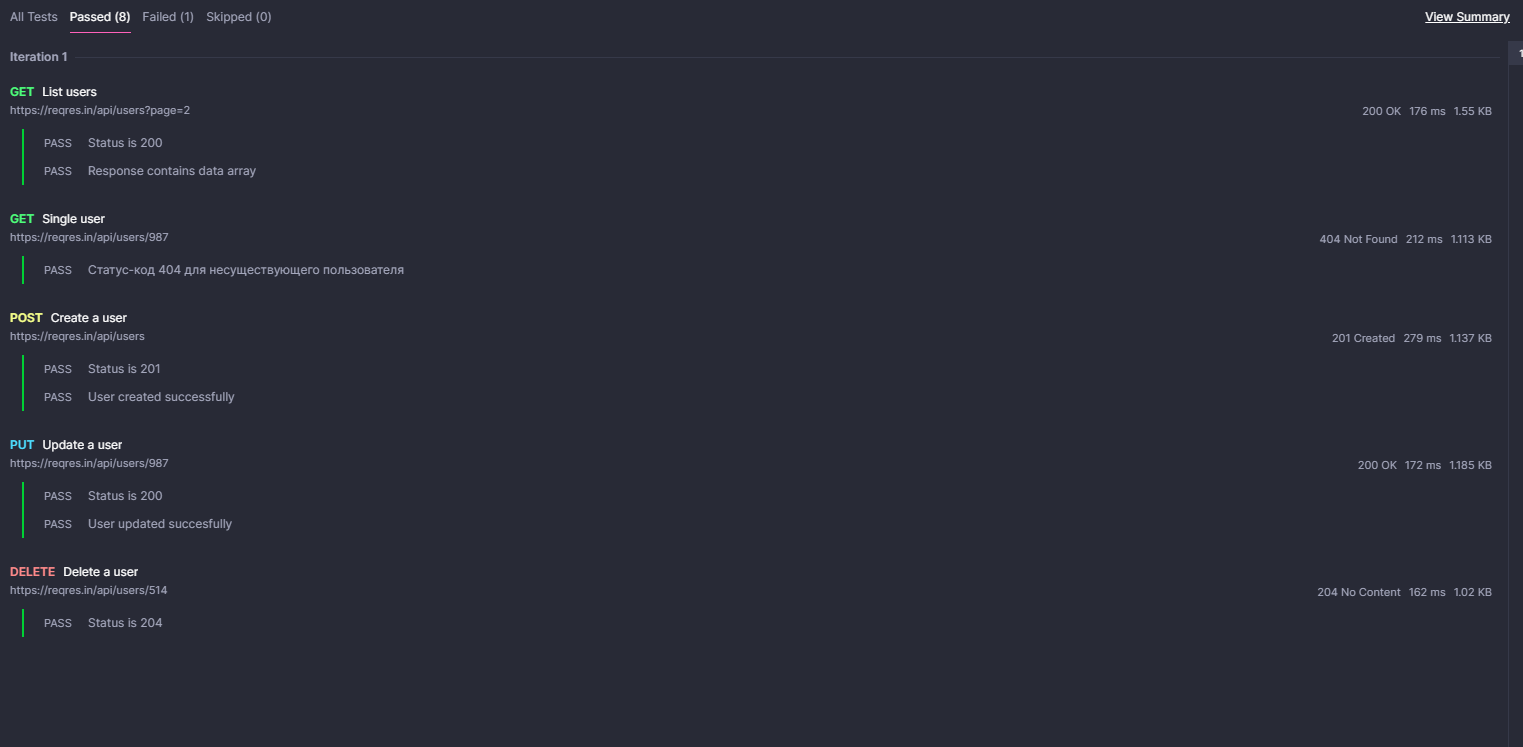 All Tests Passed (8) Failed (1) Skipped (0) View Summary
Iteration 1
1
GET List users
https://reqres.in/api/users?page=2 200 OK 176 ms 1.55 KB
PASS Status is 200
PASS Response contains data array
GET Single user
https://reqres.in/api/users/987 404 Not Found 212 ms 1.113 KB
PASS Статус-код 404 для несуществующего пользователя
POST Create a user
https://reqres.in/api/users 201 Created 279 ms 1.137 KB
PASS Status is 201
PASS User created successfully
PUT Update a user
https://reqres.in/api/users/987 200 OK 172 ms 1.185 KB
PASS Status is 200
PASS User updated succesfully
DELETE Delete a user
https://reqres.in/api/users/514 204 No Content 162 ms 1.02 KB
PASS Status is 204